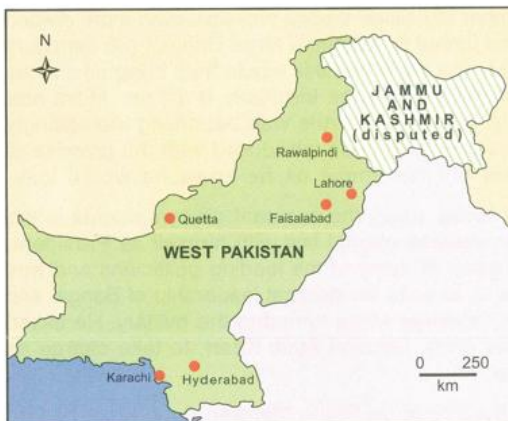 N
JAMMU
AND
KASHMIR
(disputed)
Rawalpindi
Lahore
Faisalabad
Quetta
WEST PAKISTAN
Karachi
Hyderabad
0 250
km